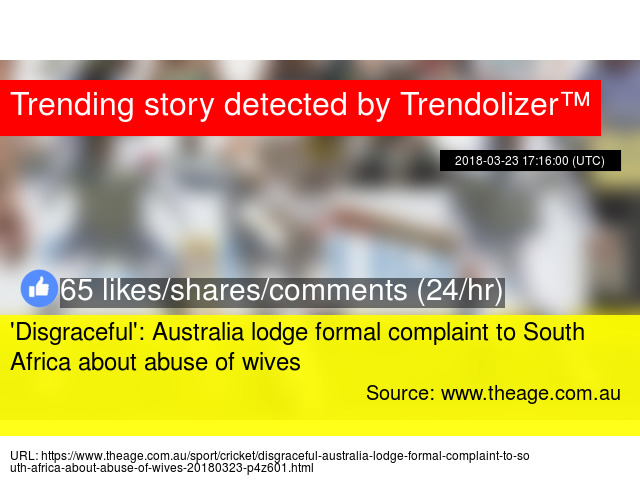 Trending story detected by Trendolizer™
2018-03-23 17:16:00 (UTC)
65 likes/shares/comments (24/hr)
'Disgraceful': Australia lodge formal complaint to South
Africa about abuse of wives
Source: www.theage.com.au
URL: https://www.theage.com.au/sport/cricket/disgraceful-australia-lodge-formal-complaint-to-so
uth-africa-about-abuse-of-wives-20180323-p4z601.html